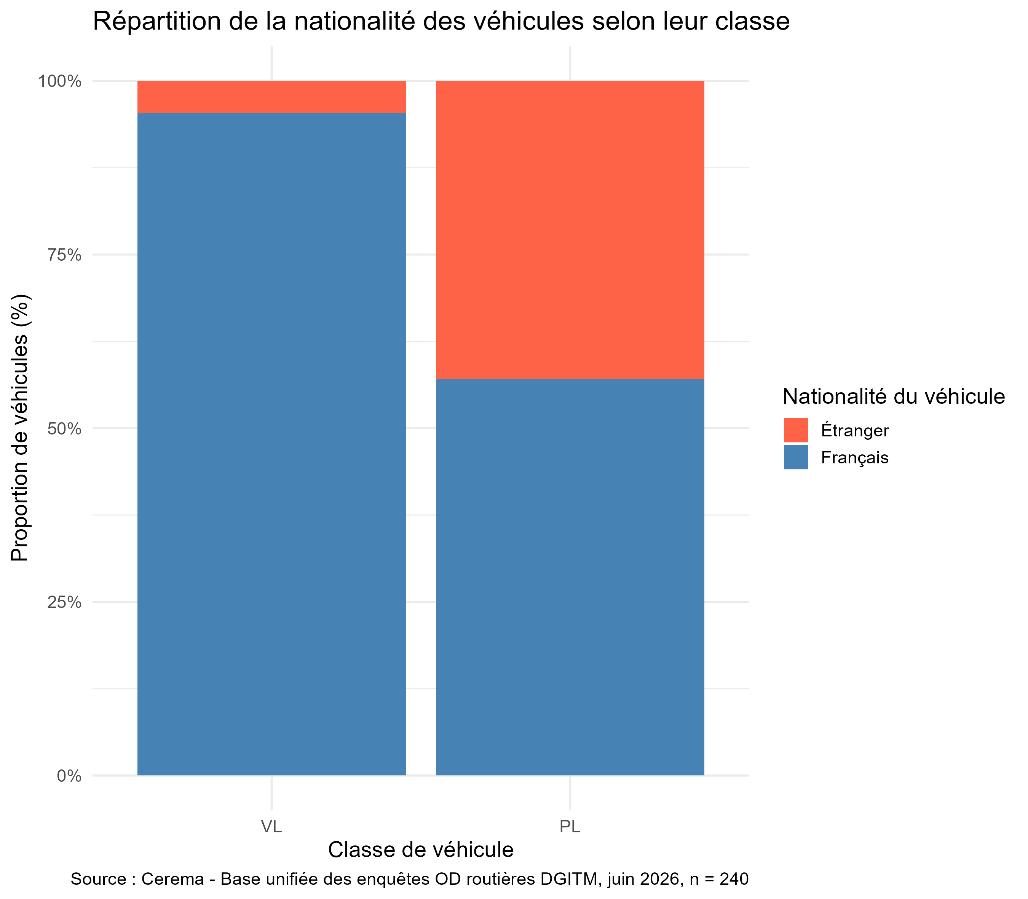 Répartition de la nationalité des véhicules selon leur classe
100%
75%
50%
25%
0%
Proportion de véhicules (%)
VL
PL
Classe de véhicule
Nationalité du véhicule
Étranger
Français
Source : Cerema - Base unifiée des enquêtes OD routières DGITM, juin 2026, n = 240